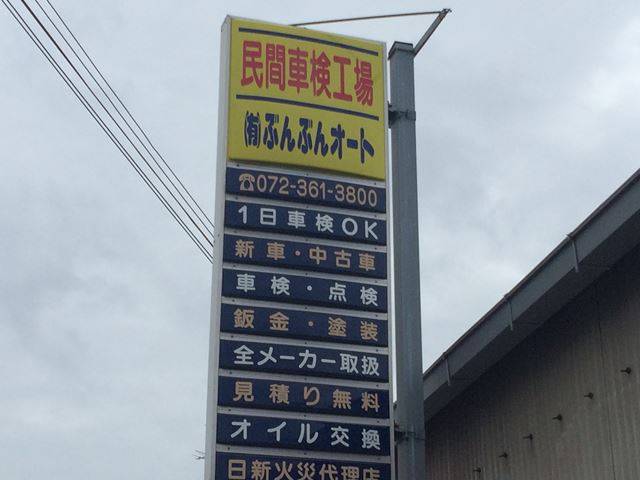 民間車検工場
㈲ぶんぶんオート
☎072-361-3800
1日車検OK
新車・中古車
車検・点検
鈑金・塗装
全メーカー取扱
見積り無料
オイル交換
日新火災代理店